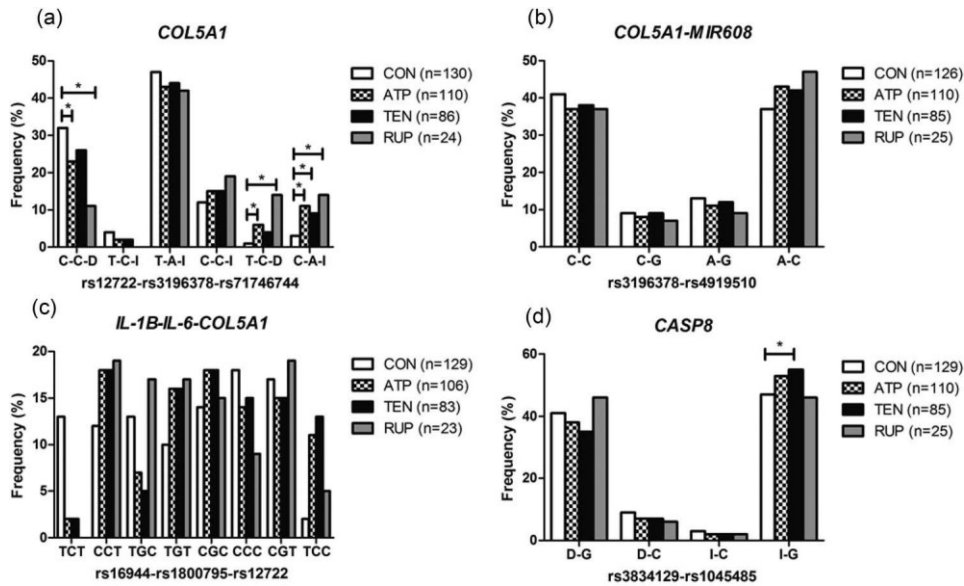 (a)
COL5A1
50
40
30
20
10
0
Frequency (%)
* * * * * * *
C-C-D T-C-I T-A-I C-C-I T-C-D C-A-I
rs12722-rs3196378-rs71746744
CON (n=130)
ATP (n=110)
TEN (n=86)
RUP (n=24)
(b)
COL5A1-MIR608
50
40
30
20
10
0
Frequency (%)
C-C C-G A-G A-C
rs3196378-rs4919510
CON (n=126)
ATP (n=110)
TEN (n=85)
RUP (n=25)
(c)
IL-1B-IL-6-COL5A1
20
15
10
5
0
Frequency (%)
TCT CCT TGC TGT CGC CCC CGT TCC
rs16944-rs1800795-rs12722
CON (n=129)
ATP (n=106)
TEN (n=83)
RUP (n=23)
(d)
CASP8
60
40
20
0
Frequency (%)
*
D-G D-C I-C I-G
rs3834129-rs1045485
CON (n=129)
ATP (n=110)
TEN (n=85)
RUP (n=25)